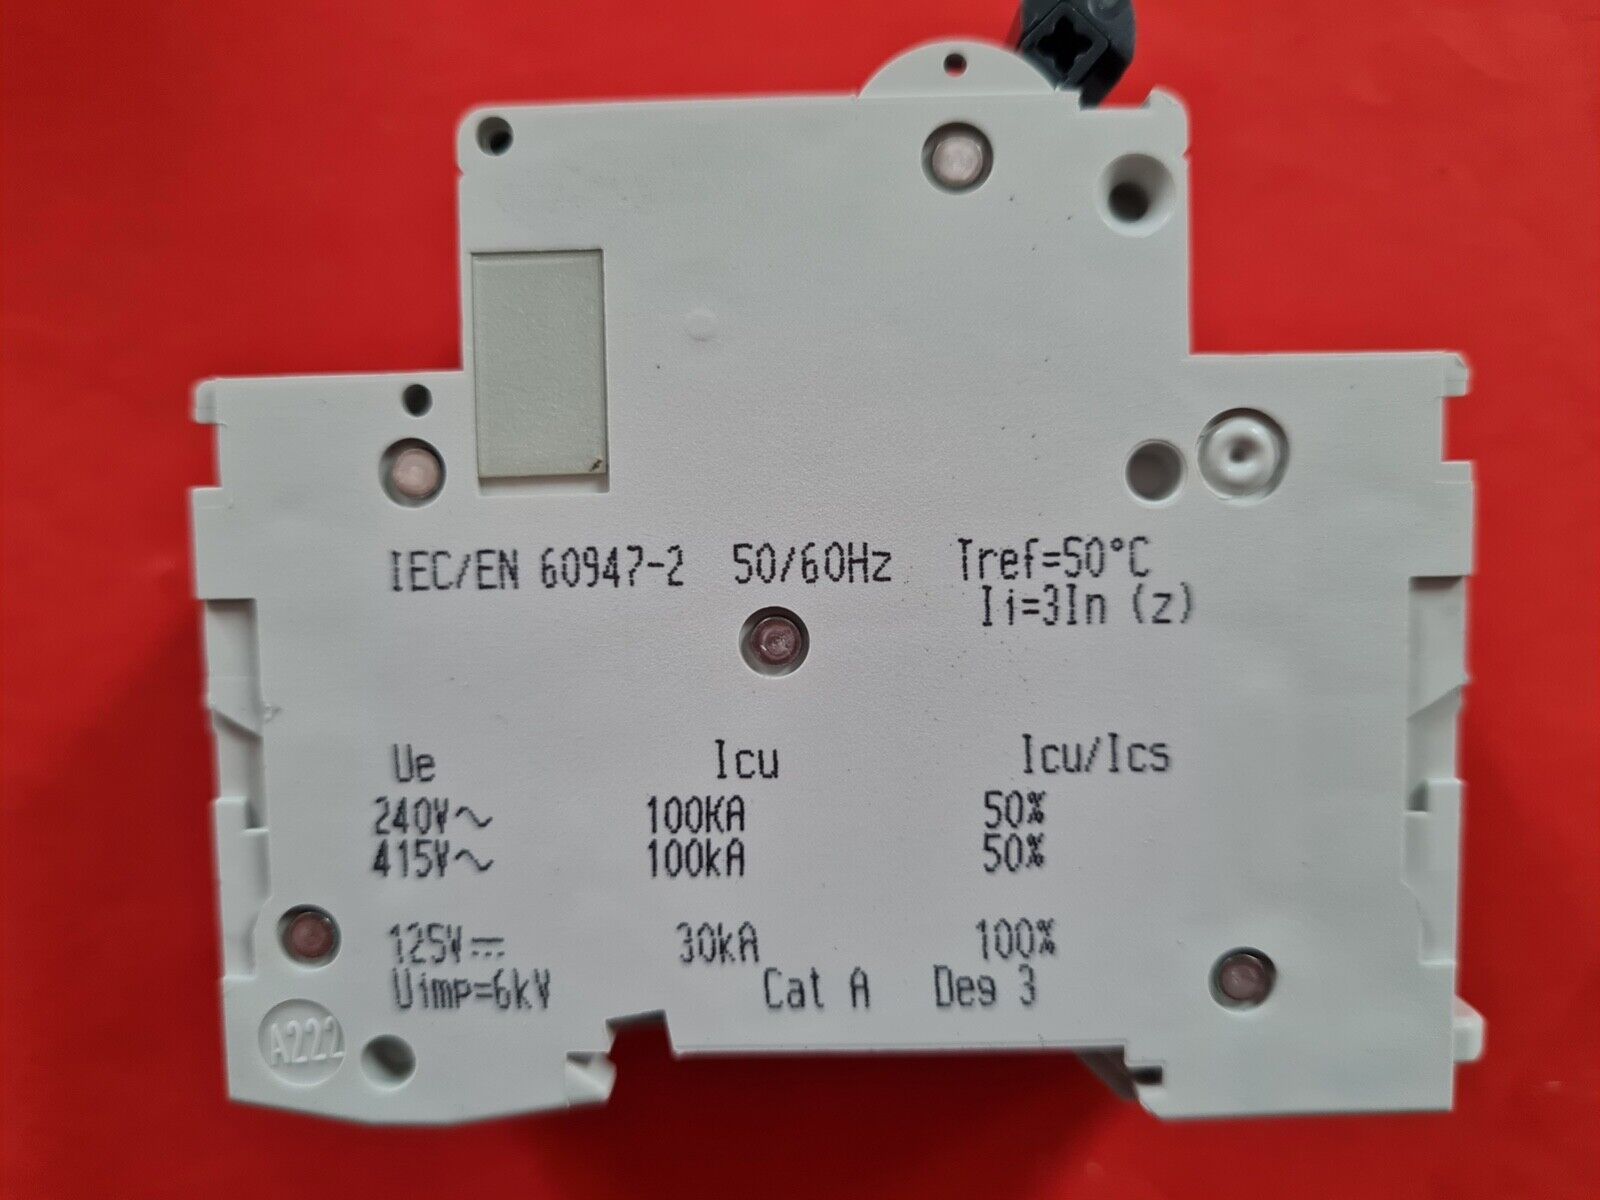 IEC/EN 60947-2 50/60Hz Tref=50°C
Ii=3In (z)
Ue Icu Icu/Ics
240V~ 100KA 50%
415V~ 100kA 50%
125V⎓ 30kA 100%
Uimp=6kV Cat A Deg 3
A222